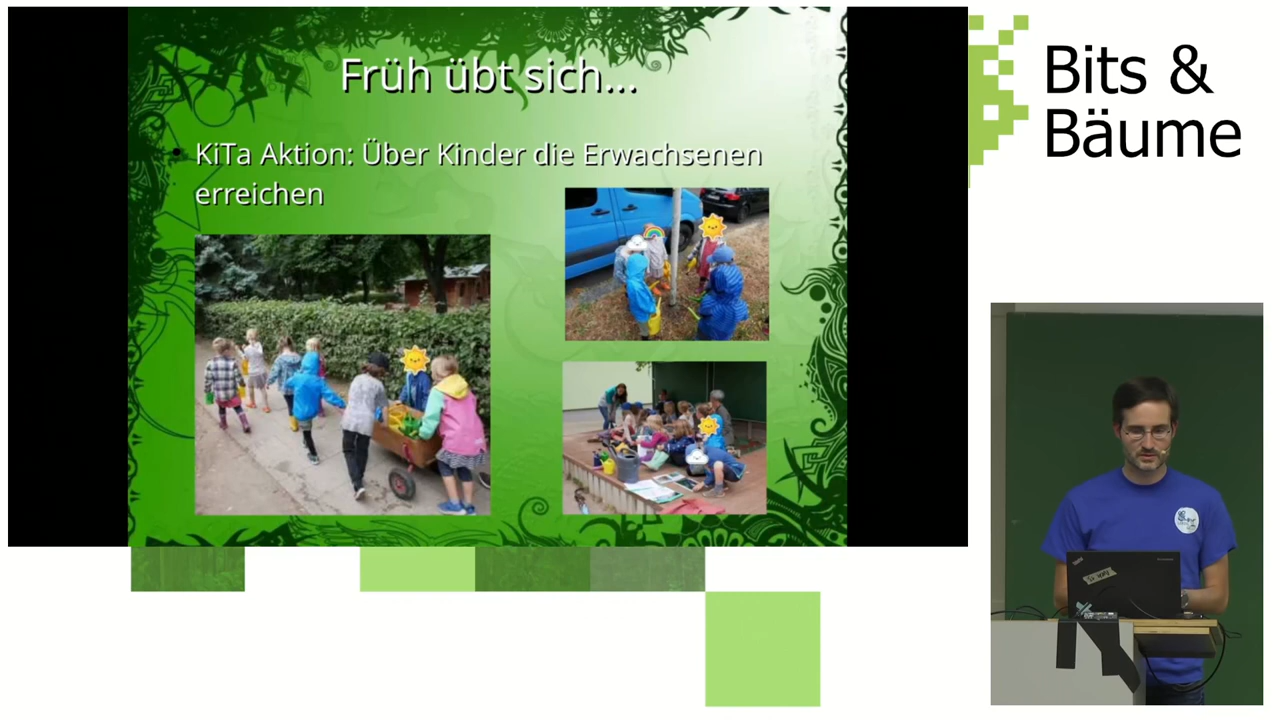 Früh übt sich...
KiTa Aktion: Über Kinder die Erwachsenen
erreichen
Bits &
Bäume